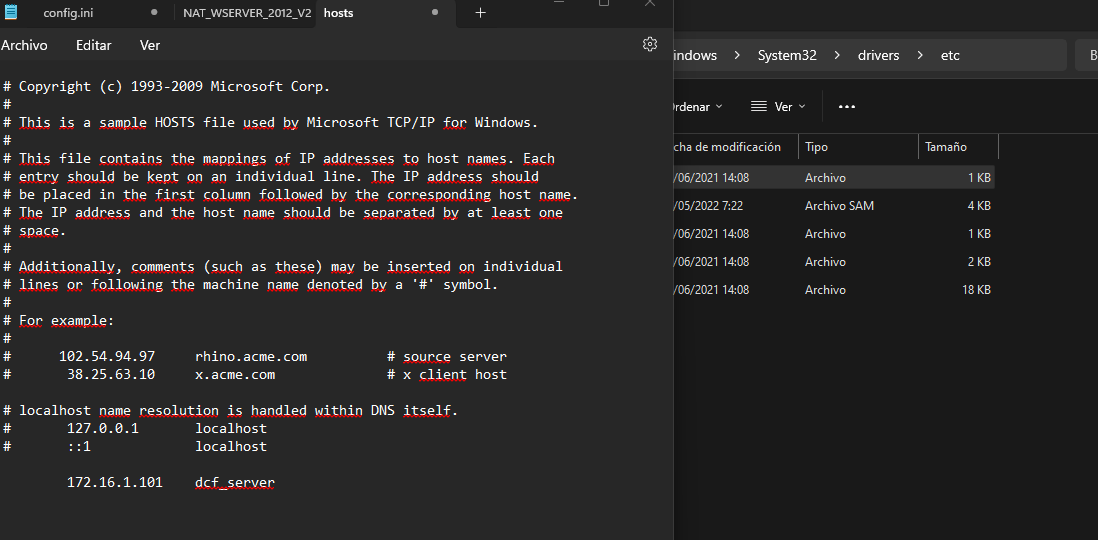 config.ini
NAT_WSERVER_2012_V2
hosts
Archivo Editar Ver
# Copyright (c) 1993-2009 Microsoft Corp.
#
# This is a sample HOSTS file used by Microsoft TCP/IP for Windows.
#
# This file contains the mappings of IP addresses to host names. Each
# entry should be kept on an individual line. The IP address should
# be placed in the first column followed by the corresponding host name.
# The IP address and the host name should be separated by at least one
# space.
#
# Additionally, comments (such as these) may be inserted on individual
# lines or following the machine name denoted by a '#' symbol.
#
# For example:
#
#      102.54.94.97     rhino.acme.com          # source server
#       38.25.63.10     x.acme.com              # x client host

# localhost name resolution is handled within DNS itself.
#       127.0.0.1       localhost
#       ::1             localhost

        172.16.1.101    dcf_server
indows > System32 > drivers > etc
B
rdenar Ver
cha de modificación Tipo Tamaño
/06/2021 14:08 Archivo 1 KB
/05/2022 7:22 Archivo SAM 4 KB
/06/2021 14:08 Archivo 1 KB
/06/2021 14:08 Archivo 2 KB
/06/2021 14:08 Archivo 18 KB